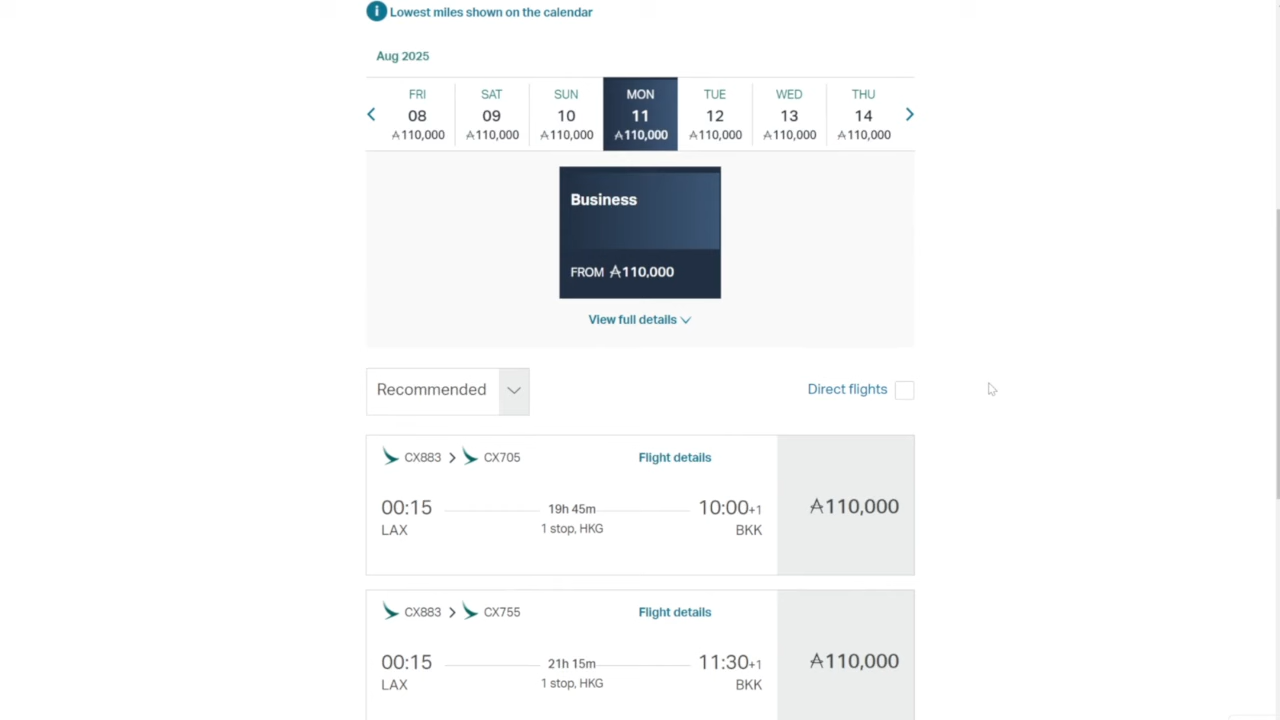 Lowest miles shown on the calendar
Aug 2025
FRI SAT SUN MON TUE WED THU
08 09 10 11 12 13 14
110,000 110,000 110,000 110,000 110,000 110,000 110,000
Business
FROM 110,000
View full details
Recommended
Direct flights
CX883 > CX705 Flight details
00:15 19h 45m 10:00+1 110,000
LAX 1 stop, HKG BKK
CX883 > CX755 Flight details
00:15 21h 15m 11:30+1 110,000
LAX 1 stop, HKG BKK